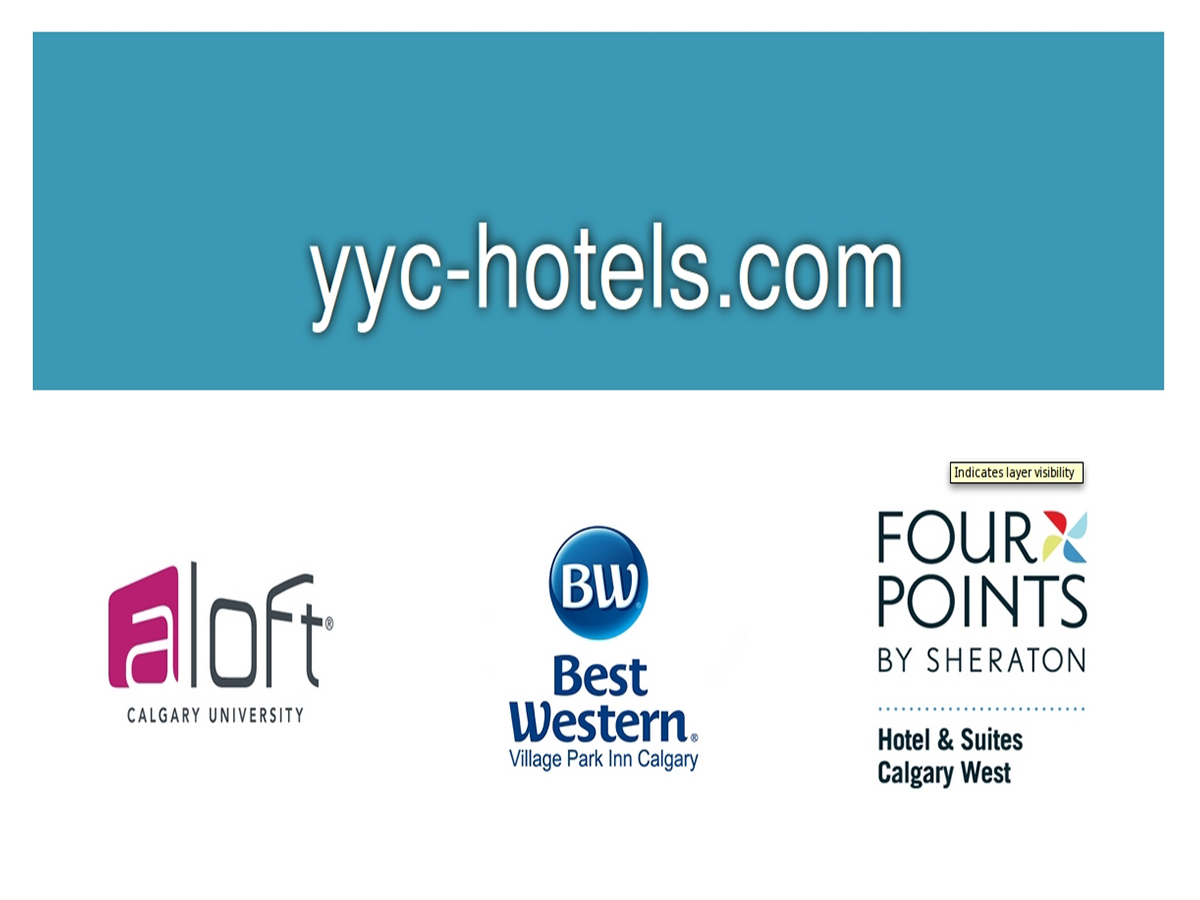 yyc-hotels.com
Indicates layer visibility
aloft®
CALGARY UNIVERSITY
BW®
Best
Western®
Village Park Inn Calgary
FOUR
POINTS
BY SHERATON
Hotel & Suites
Calgary West